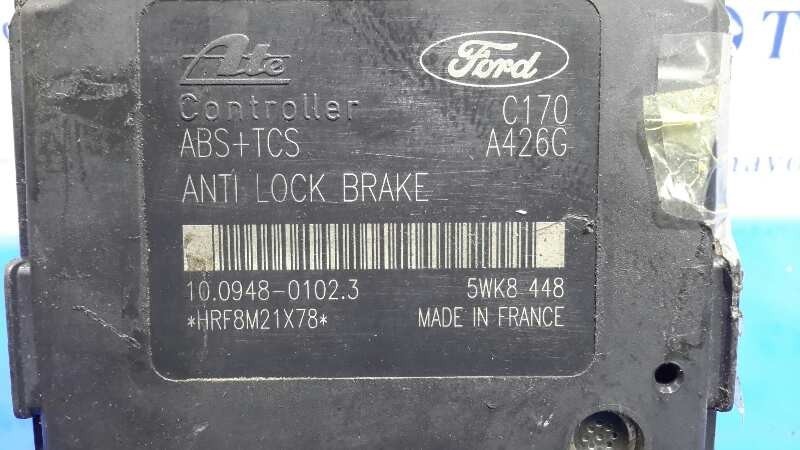 Ate
Ford
Controller
C170
ABS+TCS
A426G
ANTI LOCK BRAKE
10.0948-0102.3
5WK8 448
*HRF8M21X78*
MADE IN FRANCE